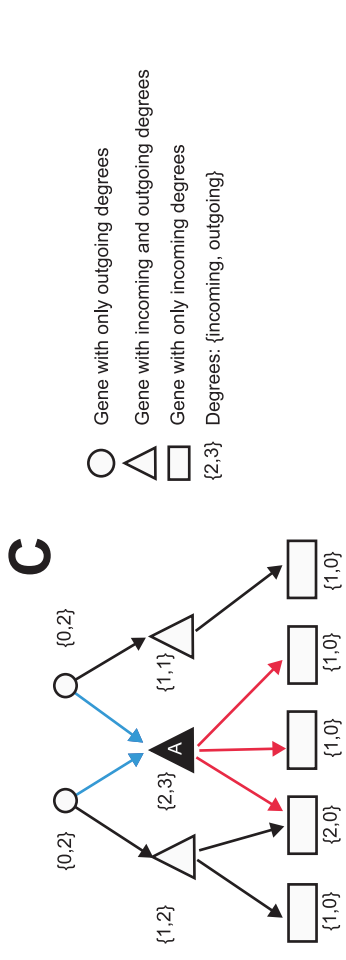 C
{0,2}
{0,2}
{1,2}
{2,3}
A
{1,1}
{1,0}
{2,0}
{1,0}
{1,0}
{1,0}
Gene with only outgoing degrees
Gene with incoming and outgoing degrees
Gene with only incoming degrees
{2,3} Degrees: {incoming, outgoing}